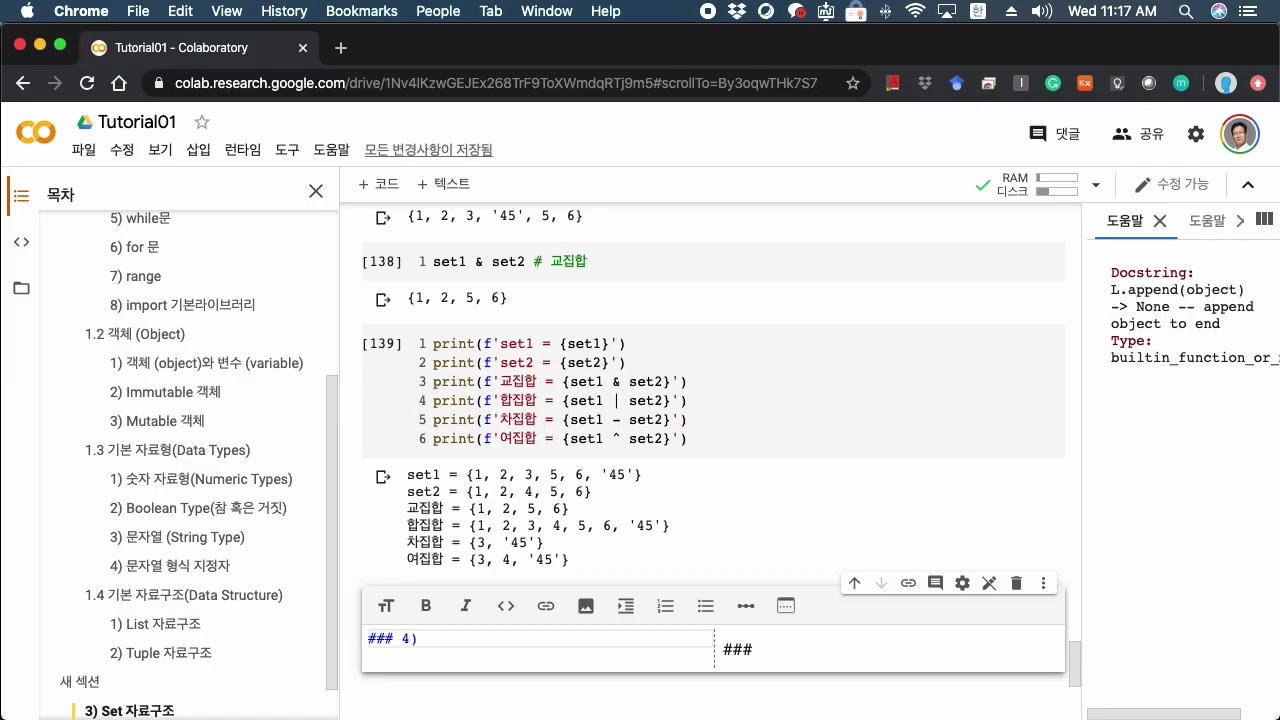 Chrome File Edit View History Bookmarks People Tab Window Help 한 Wed 11:17 AM
Tutorial01 - Colaboratory
colab.research.google.com/drive/1Nv4lKzwGEJEx268TrF9ToXWmdqRTj9m5#scrollTo=By3oqwTHk7S7
Tutorial01
파일 수정 보기 삽입 런타임 도구 도움말 모든 변경사항이 저장됨
댓글 공유
목차
+ 코드 + 텍스트
RAM
디스크
수정 가능
5) while문
6) for 문
7) range
8) import 기본라이브러리
1.2 객체 (Object)
1) 객체 (object)와 변수 (variable)
2) Immutable 객체
3) Mutable 객체
1.3 기본 자료형(Data Types)
1) 숫자 자료형(Numeric Types)
2) Boolean Type(참 혹은 거짓)
3) 문자열 (String Type)
4) 문자열 형식 지정자
1.4 기본 자료구조(Data Structure)
1) List 자료구조
2) Tuple 자료구조
새 섹션
3) Set 자료구조
{1, 2, 3, '45', 5, 6}
[138] 1 set1 & set2 # 교집합
{1, 2, 5, 6}
[139] 1 print(f'set1 = {set1}')
2 print(f'set2 = {set2}')
3 print(f'교집합 = {set1 & set2}')
4 print(f'합집합 = {set1 | set2}')
5 print(f'차집합 = {set1 - set2}')
6 print(f'여집합 = {set1 ^ set2}')
set1 = {1, 2, 3, 5, 6, '45'}
set2 = {1, 2, 4, 5, 6}
교집합 = {1, 2, 5, 6}
합집합 = {1, 2, 3, 4, 5, 6, '45'}
차집합 = {3, '45'}
여집합 = {3, 4, '45'}
### 4)
###
도움말 도움말
Docstring:
L.append(object)
-> None -- append
object to end
Type:
builtin_function_or_